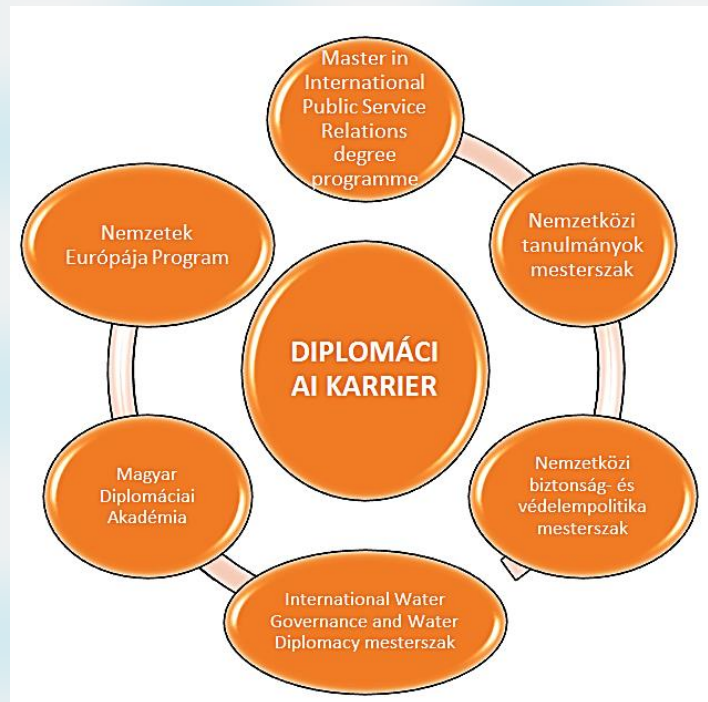 Master in
International
Public Service
Relations
degree
programme
Nemzetközi
tanulmányok
mesterszak
Nemzetközi
biztonság- és
védelempolitika
mesterszak
International Water
Governance and Water
Diplomacy mesterszak
Magyar
Diplomáciai
Akadémia
Nemzetek
Európája Program
DIPLOMÁCI
AI KARRIER